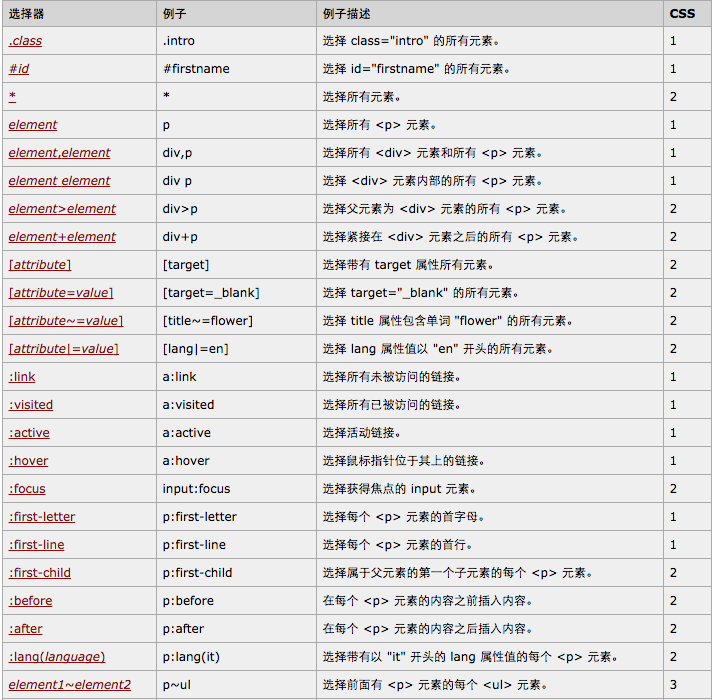 选择器 例子 例子描述 CSS
.class .intro 选择 class="intro" 的所有元素。 1
#id #firstname 选择 id="firstname" 的所有元素。 1
* * 选择所有元素。 2
element p 选择所有 <p> 元素。 1
element,element div,p 选择所有 <div> 元素和所有 <p> 元素。 1
element element div p 选择 <div> 元素内部的所有 <p> 元素。 1
element>element div>p 选择父元素为 <div> 元素的所有 <p> 元素。 2
element+element div+p 选择紧接在 <div> 元素之后的所有 <p> 元素。 2
[attribute] [target] 选择带有 target 属性所有元素。 2
[attribute=value] [target=_blank] 选择 target="_blank" 的所有元素。 2
[attribute~=value] [title~=flower] 选择 title 属性包含单词 "flower" 的所有元素。 2
[attribute|=value] [lang|=en] 选择 lang 属性值以 "en" 开头的所有元素。 2
:link a:link 选择所有未被访问的链接。 1
:visited a:visited 选择所有已被访问的链接。 1
:active a:active 选择活动链接。 1
:hover a:hover 选择鼠标指针位于其上的链接。 1
:focus input:focus 选择获得焦点的 input 元素。 2
:first-letter p:first-letter 选择每个 <p> 元素的首字母。 1
:first-line p:first-line 选择每个 <p> 元素的首行。 1
:first-child p:first-child 选择属于父元素的第一个子元素的每个 <p> 元素。 2
:before p:before 在每个 <p> 元素的内容之前插入内容。 2
:after p:after 在每个 <p> 元素的内容之后插入内容。 2
:lang(language) p:lang(it) 选择带有以 "it" 开头的 lang 属性值的每个 <p> 元素。 2
element1~element2 p~ul 选择前面有 <p> 元素的每个 <ul> 元素。 3